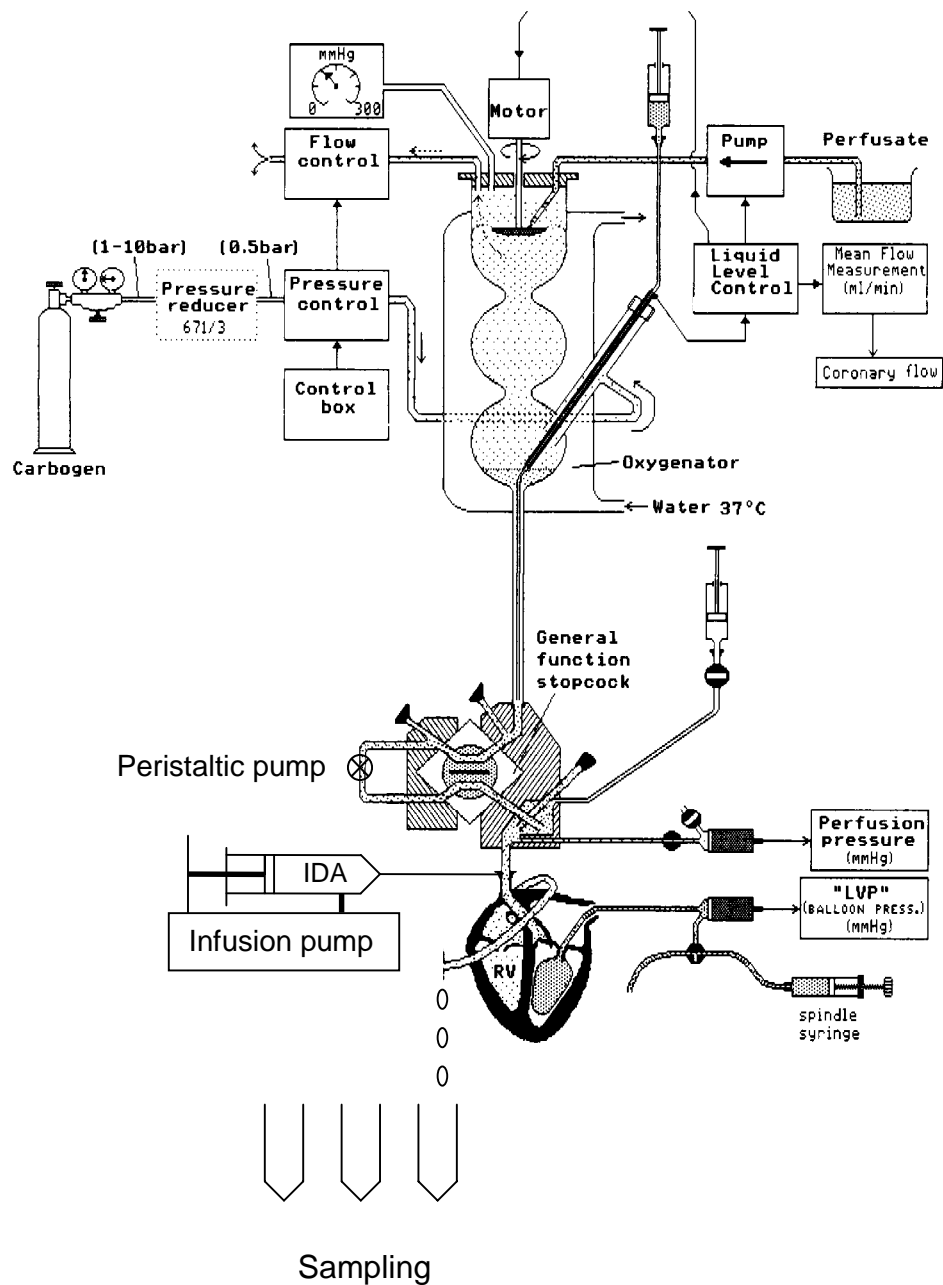 mmHg
0 300
Motor
Flow
control
Pump
Perfusate
(1-10bar)
(0.5bar)
Pressure
reducer
671/3
Pressure
control
Liquid
Level
Control
Mean Flow
Measurement
(ml/min)
Control
box
Coronary flow
Carbogen
Oxygenator
Water 37°C
General
function
stopcock
Peristaltic pump
Perfusion
pressure
(mmHg)
IDA
"LVP"
(BALLOON PRESS.)
(mmHg)
Infusion pump
RV
spindle
syringe
Sampling